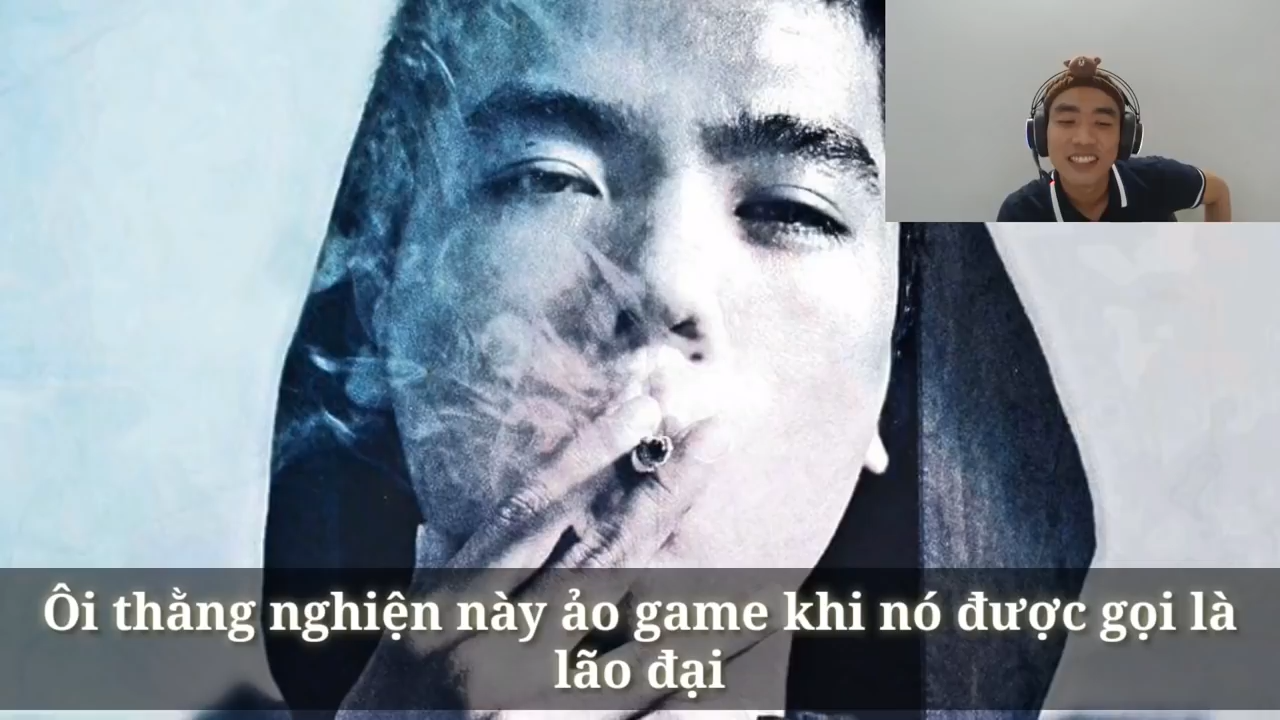 Ôi thằng nghiện này ảo game khi nó được gọi là
lão đại